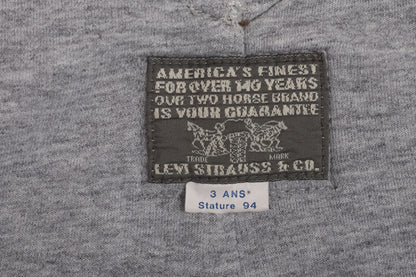 AMERICA'S FINEST
FOR OVER 140 YEARS
OUR TWO HORSE BRAND
IS YOUR GUARANTEE
TRADE MARK
LEVI STRAUSS & CO.
3 ANS*
Stature 94